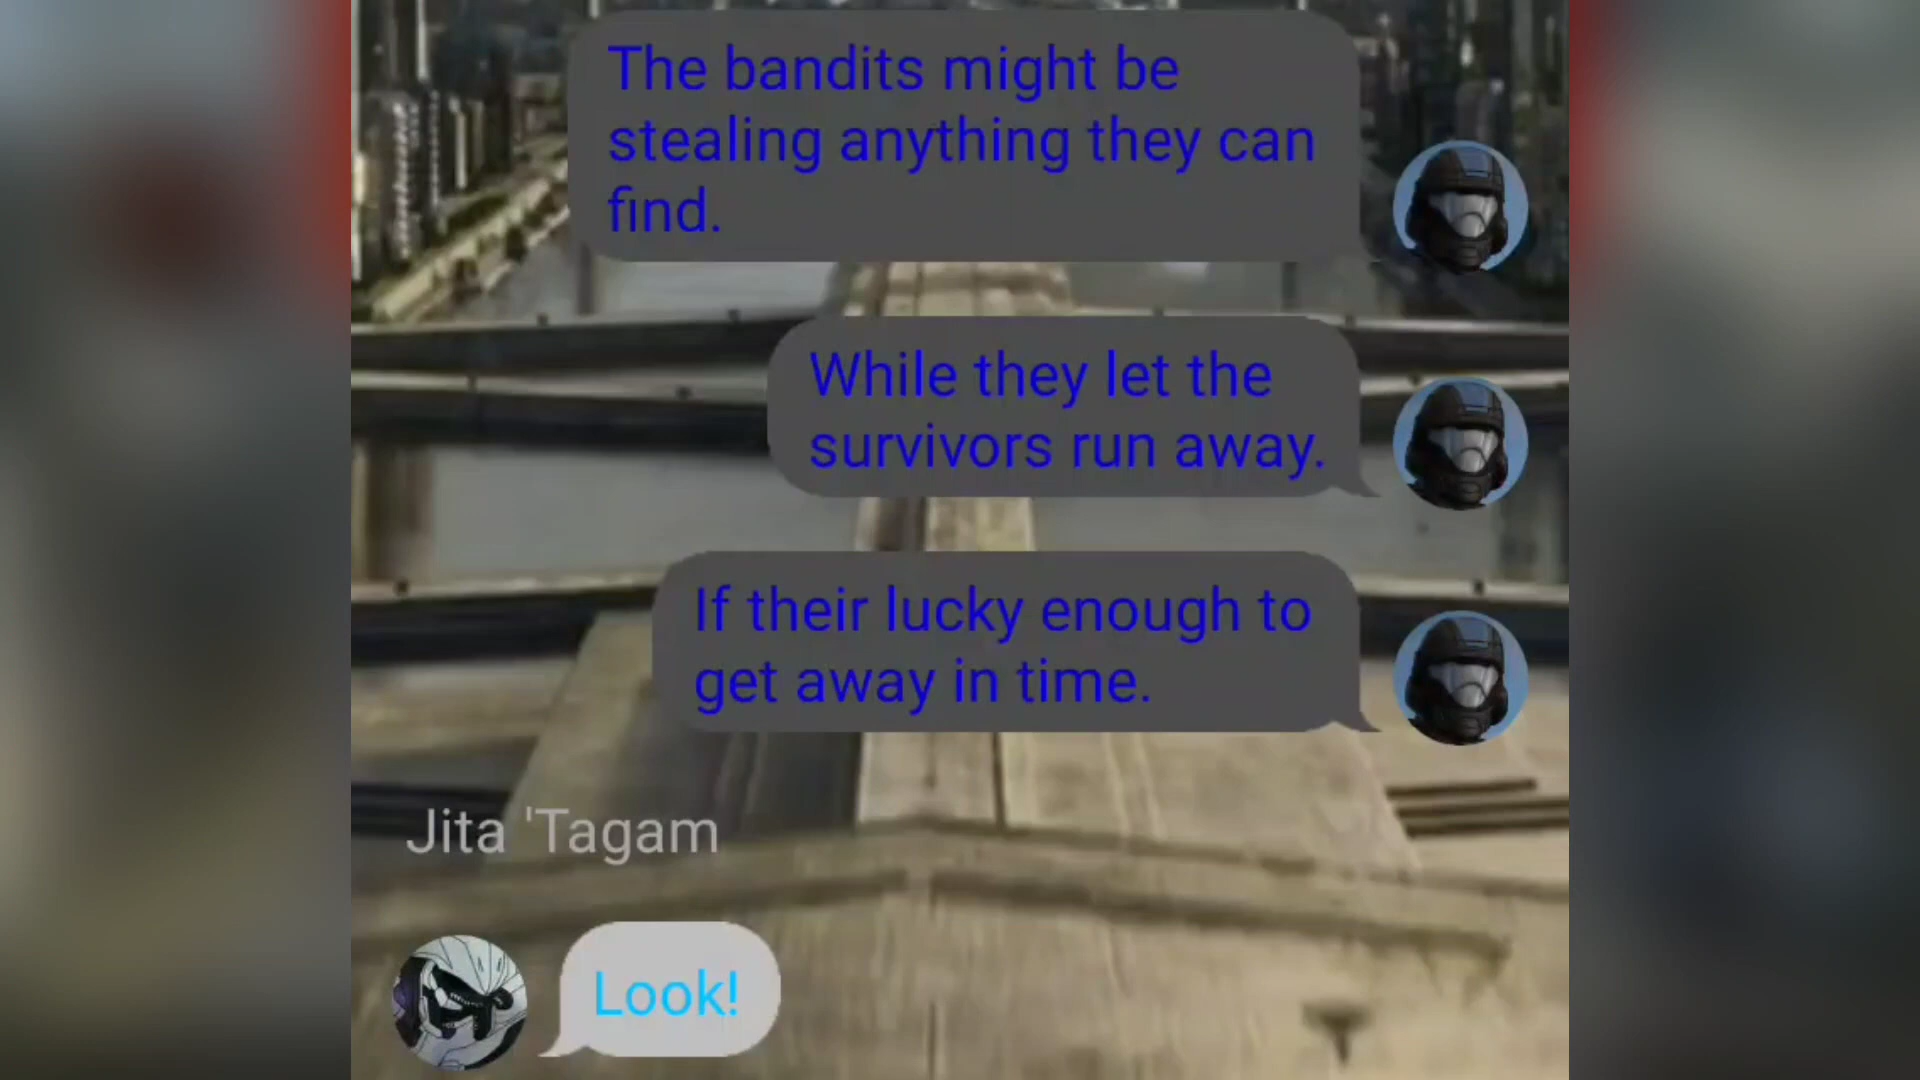 The bandits might be
stealing anything they can
find.
While they let the
survivors run away.
If their lucky enough to
get away in time.
Jita 'Tagam
Look!